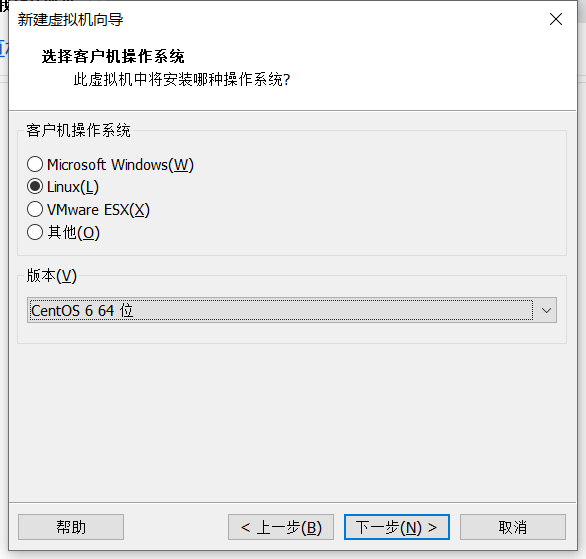 新建虚拟机向导
选择客户机操作系统
此虚拟机中将安装哪种操作系统?
客户机操作系统
Microsoft Windows(W)
Linux(L)
VMware ESX(X)
其他(O)
版本(V)
CentOS 6 64 位
帮助
< 上一步(B)
下一步(N) >
取消